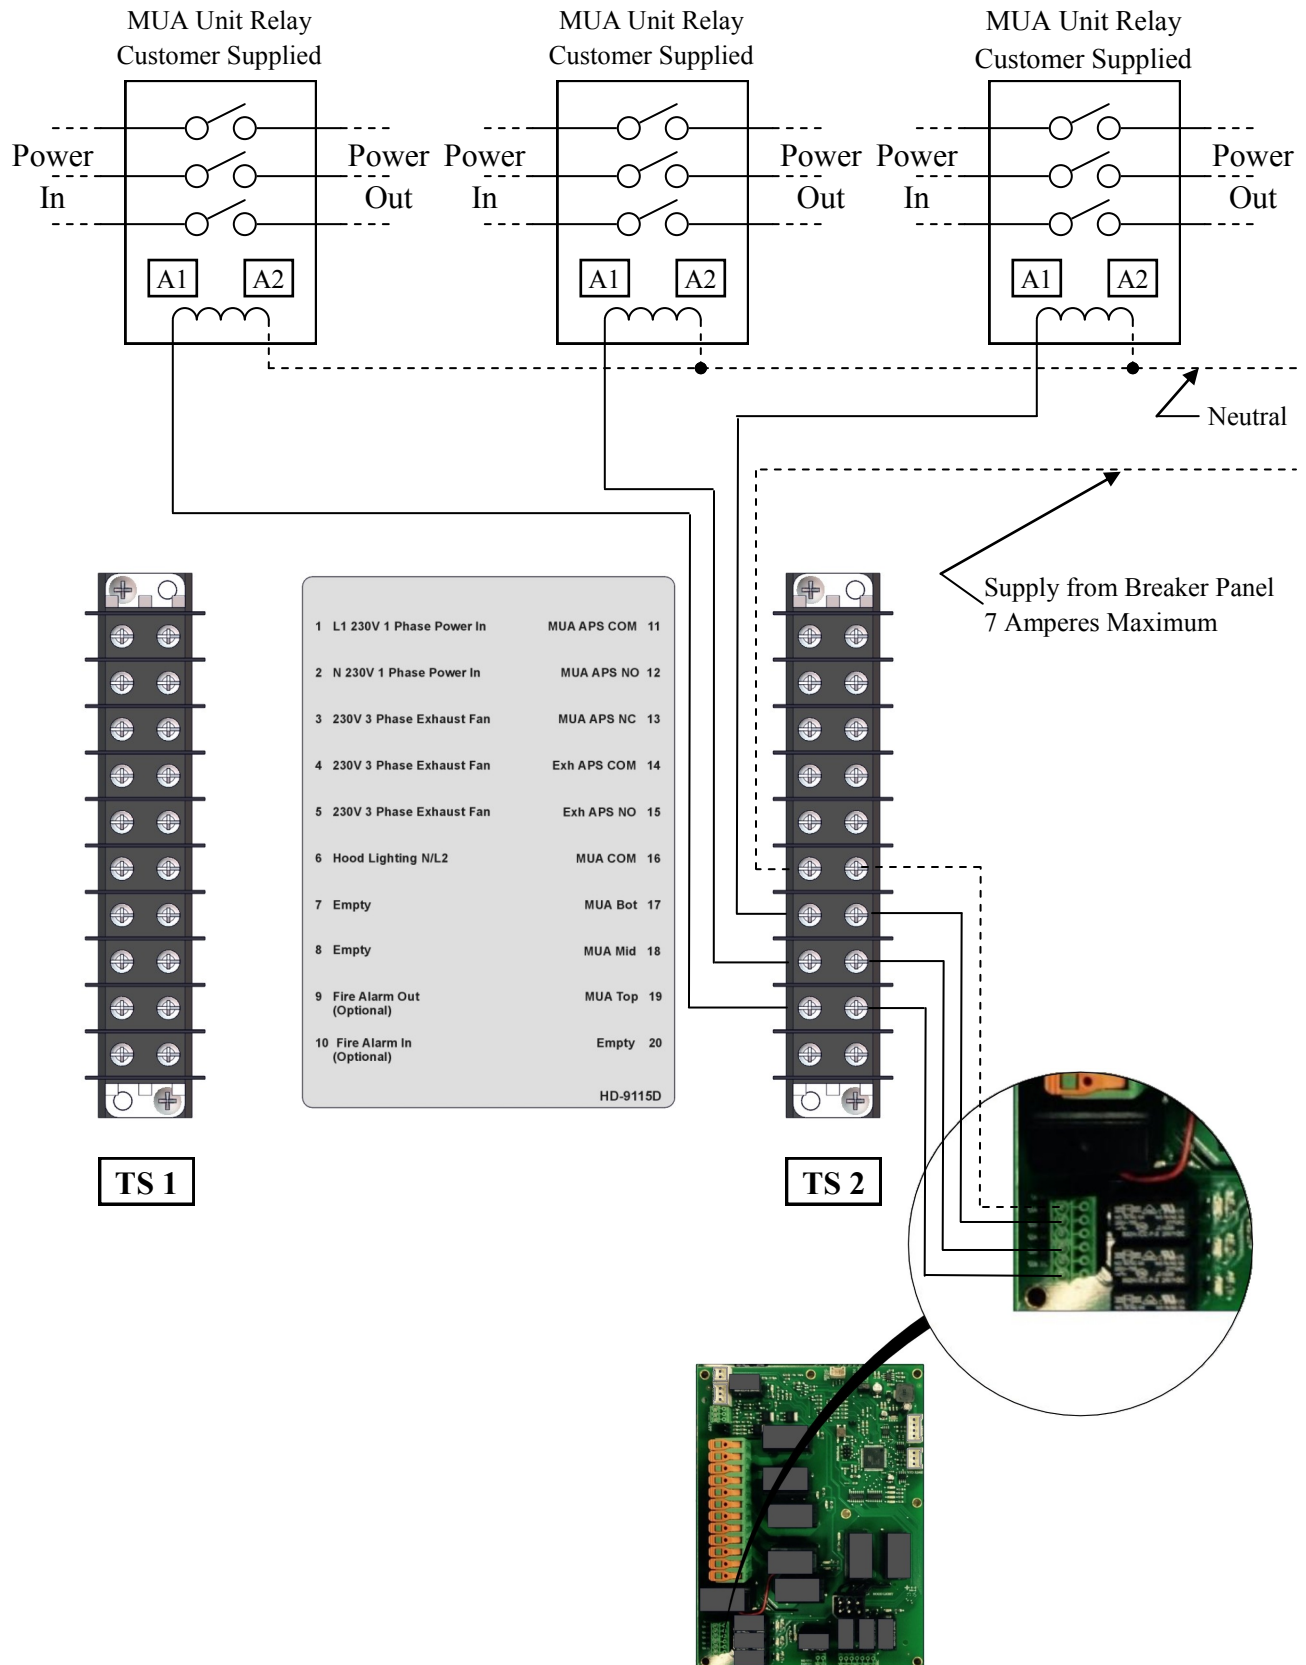 MUA Unit Relay
Customer Supplied
MUA Unit Relay
Customer Supplied
MUA Unit Relay
Customer Supplied
Power
In
Power
Out
Power
In
Power
Out
Power
In
Power
Out
A1
A2
A1
A2
A1
A2
Neutral
Supply from Breaker Panel
7 Amperes Maximum
1 L1 230V 1 Phase Power In
MUA APS COM 11
2 N 230V 1 Phase Power In
MUA APS NO 12
3 230V 3 Phase Exhaust Fan
MUA APS NC 13
4 230V 3 Phase Exhaust Fan
Exh APS COM 14
5 230V 3 Phase Exhaust Fan
Exh APS NO 15
6 Hood Lighting N/L2
MUA COM 16
7 Empty
MUA Bot 17
8 Empty
MUA Mid 18
9 Fire Alarm Out
(Optional)
MUA Top 19
10 Fire Alarm In
(Optional)
Empty 20
HD-9115D
TS 1
TS 2